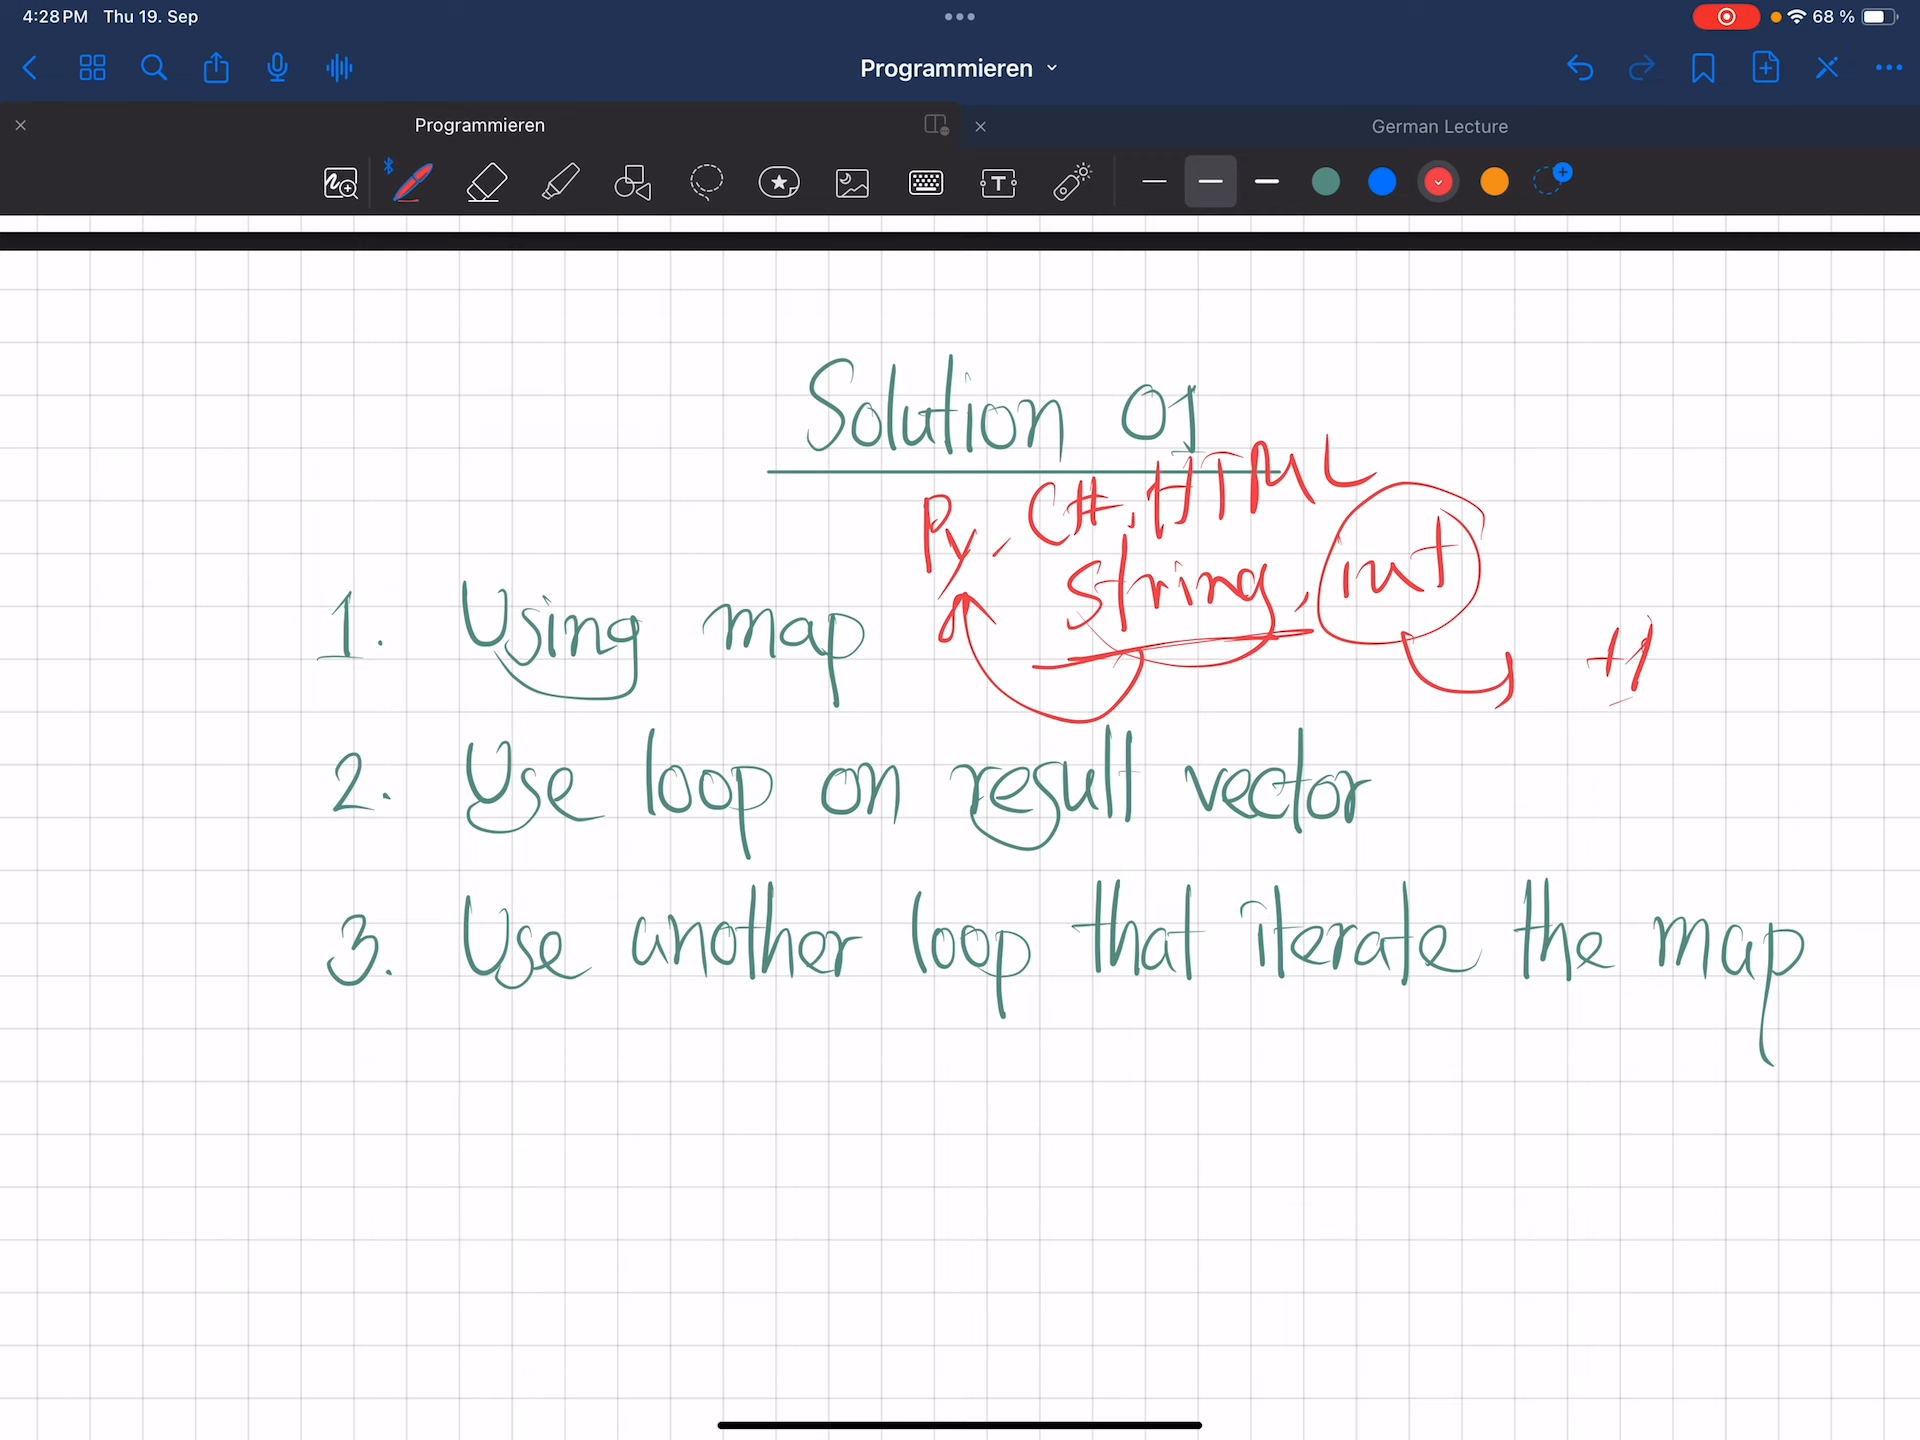 4:28 PM Thu 19. Sep
68 %
Programmieren
Programmieren
German Lecture
T
Solution 01
Py, C#, HTML
string, int
1. Using map
+1
2. Use loop on result vector
3. Use another loop that iterate the map